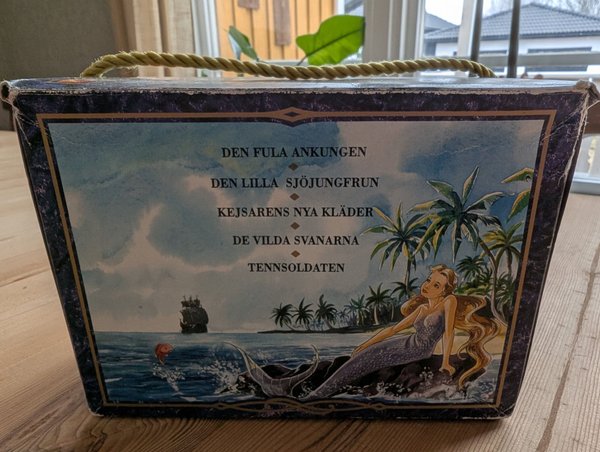 DEN FULA ANKUNGEN
DEN LILLA SJÖJUNGFRUN
KEJSARENS NYA KLÄDER
DE VILDA SVANARNA
TENNSOLDATEN